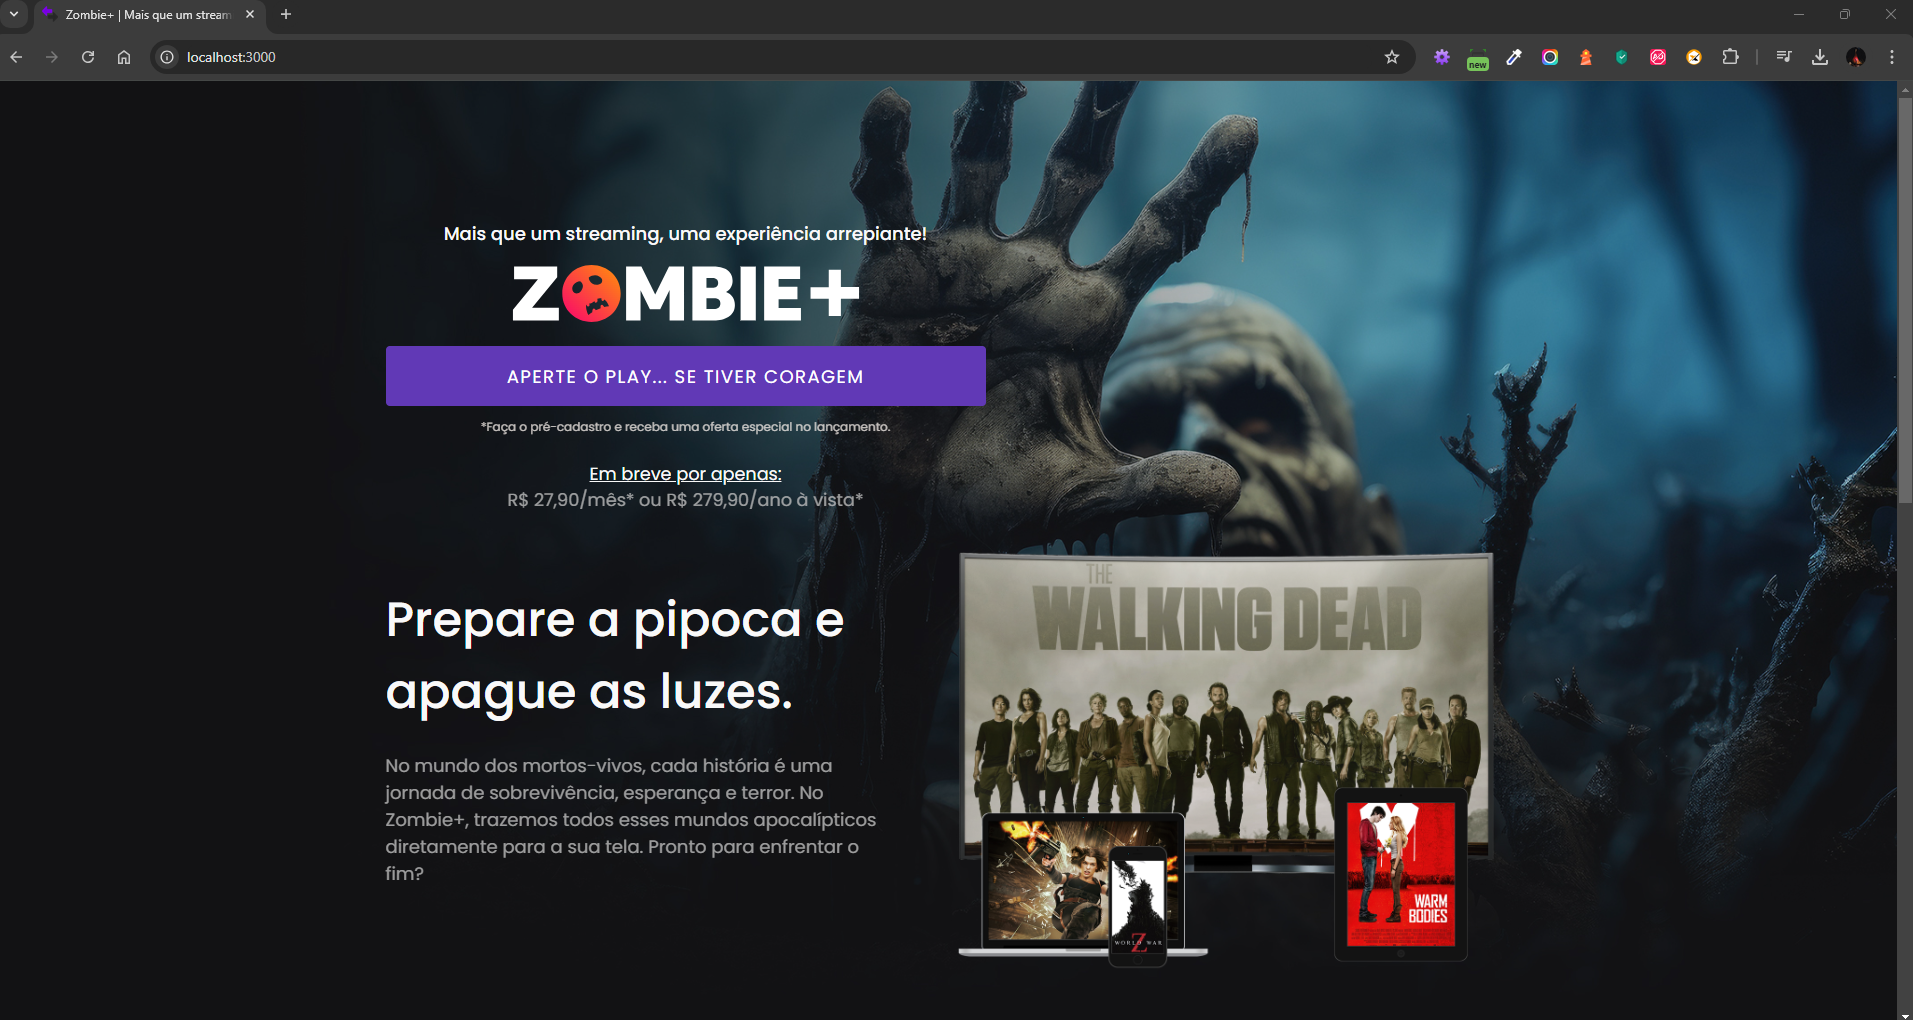 Zombie+ | Mais que um stream
localhost:3000
new
Mais que um streaming, uma experiência arrepiante!
ZOMBIE+
APERTE O PLAY... SE TIVER CORAGEM
*Faça o pré-cadastro e receba uma oferta especial no lançamento.
Em breve por apenas:
R$ 27,90/mês* ou R$ 279,90/ano à vista*
Prepare a pipoca e
apague as luzes.
No mundo dos mortos-vivos, cada história é uma
jornada de sobrevivência, esperança e terror. No
Zombie+, trazemos todos esses mundos apocalípticos
diretamente para a sua tela. Pronto para enfrentar o
fim?
THE
WALKING DEAD
WORLD WAR
Z
WARM
BODIES